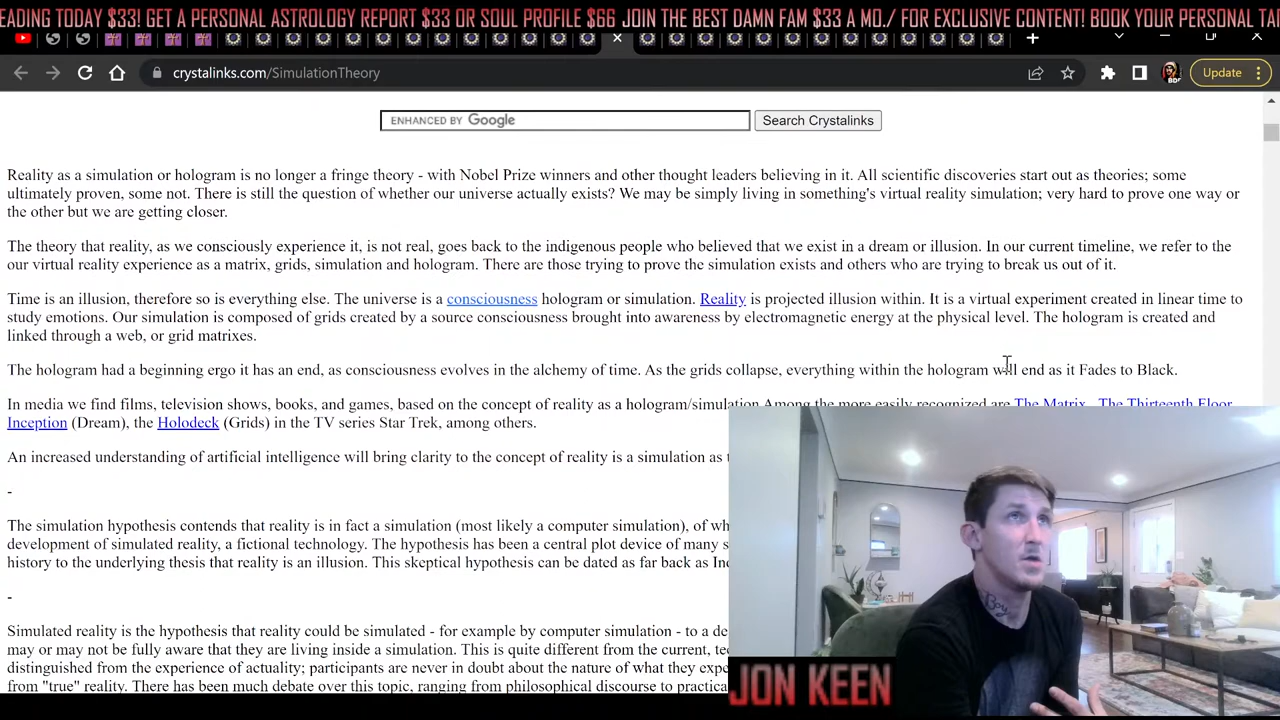 EADING TODAY $33! GET A PERSONAL ASTROLOGY REPORT $33 OR SOUL PROFILE $66 JOIN THE BEST DAMN FAM $33 A MO./ FOR EXCLUSIVE CONTENT! BOOK YOUR PERSONAL TA
crystalinks.com/SimulationTheory
BDF
Update
ENHANCED BY Google
Search Crystalinks
Reality as a simulation or hologram is no longer a fringe theory - with Nobel Prize winners and other thought leaders believing in it. All scientific discoveries start out as theories; some
ultimately proven, some not. There is still the question of whether our universe actually exists? We may be simply living in something's virtual reality simulation; very hard to prove one way or
the other but we are getting closer.
The theory that reality, as we consciously experience it, is not real, goes back to the indigenous people who believed that we exist in a dream or illusion. In our current timeline, we refer to the
our virtual reality experience as a matrix, grids, simulation and hologram. There are those trying to prove the simulation exists and others who are trying to break us out of it.
Time is an illusion, therefore so is everything else. The universe is a consciousness hologram or simulation. Reality is projected illusion within. It is a virtual experiment created in linear time to
study emotions. Our simulation is composed of grids created by a source consciousness brought into awareness by electromagnetic energy at the physical level. The hologram is created and
linked through a web, or grid matrixes.
The hologram had a beginning ergo it has an end, as consciousness evolves in the alchemy of time. As the grids collapse, everything within the hologram will end as it Fades to Black.
In media we find films, television shows, books, and games, based on the concept of reality as a hologram/simulation Among the more easily recognized are The Matrix The Thirteenth Floor
Inception (Dream), the Holodeck (Grids) in the TV series Star Trek, among others.
An increased understanding of artificial intelligence will bring clarity to the concept of reality is a simulation as
-
The simulation hypothesis contends that reality is in fact a simulation (most likely a computer simulation), of
development of simulated reality, a fictional technology. The hypothesis has been a central plot device of many
history to the underlying thesis that reality is an illusion. This skeptical hypothesis can be dated as far back as
-
Simulated reality is the hypothesis that reality could be simulated - for example by computer simulation - to a
may or may not be fully aware that they are living inside a simulation. This is quite different from the current,
distinguished from the experience of actuality; participants are never in doubt about the nature of what they
from "true" reality. There has been much debate over this topic, ranging from philosophical discourse to
Boy
JON KEEN